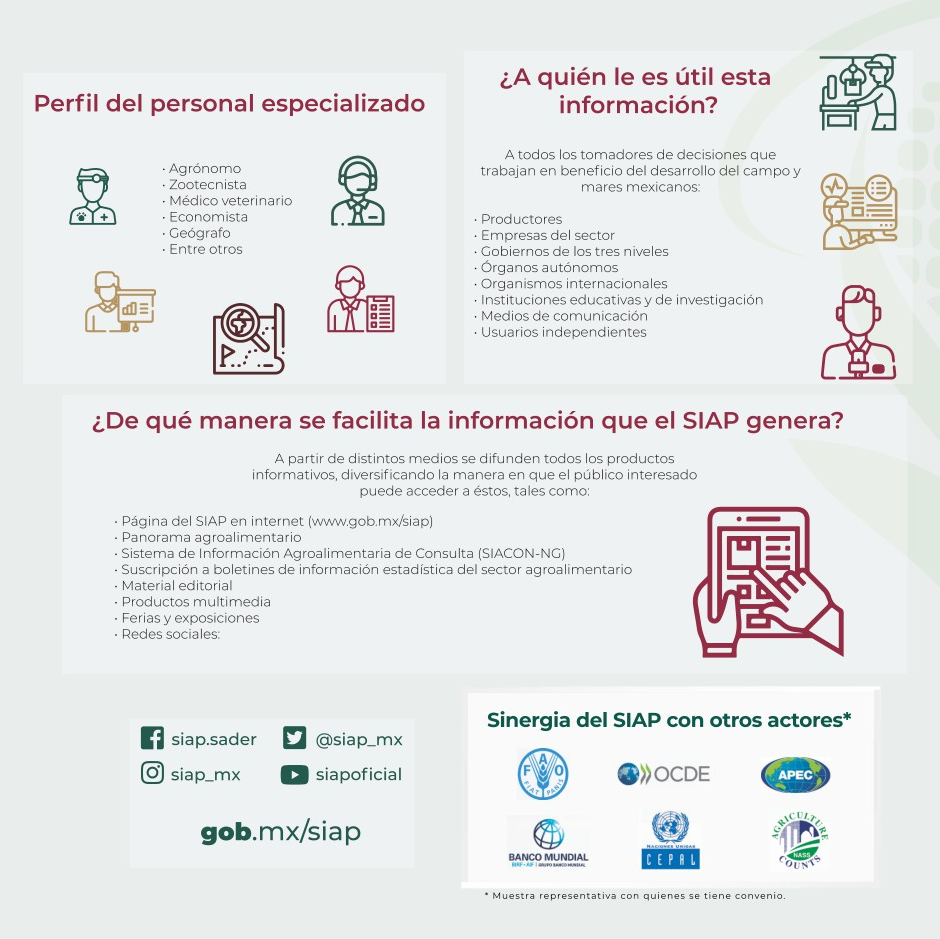 Perfil del personal especializado
• Agrónomo
• Zootecnista
• Médico veterinario
• Economista
• Geógrafo
• Entre otros
¿A quién le es útil esta
información?
A todos los tomadores de decisiones que
trabajan en beneficio del desarrollo del campo y
mares mexicanos:
• Productores
• Empresas del sector
• Gobiernos de los tres niveles
• Órganos autónomos
• Organismos internacionales
• Instituciones educativas y de investigación
• Medios de comunicación
• Usuarios independientes
¿De qué manera se facilita la información que el SIAP genera?
A partir de distintos medios se difunden todos los productos
informativos, diversificando la manera en que el público interesado
puede acceder a éstos, tales como:
• Página del SIAP en internet (www.gob.mx/siap)
• Panorama agroalimentario
• Sistema de Información Agroalimentaria de Consulta (SIACON-NG)
• Suscripción a boletines de información estadística del sector agroalimentario
• Material editorial
• Productos multimedia
• Ferias y exposiciones
• Redes sociales:
siap.sader
@siap_mx
siap_mx
siapoficial
gob.mx/siap
Sinergia del SIAP con otros actores*
FAO
FIAT PANIS
OCDE
APEC
BANCO MUNDIAL
BIRF • AIF | GRUPO BANCO MUNDIAL
NACIONES UNIDAS
CEPAL
AGRICULTURE
NASS
COUNTS
* Muestra representativa con quienes se tiene convenio.